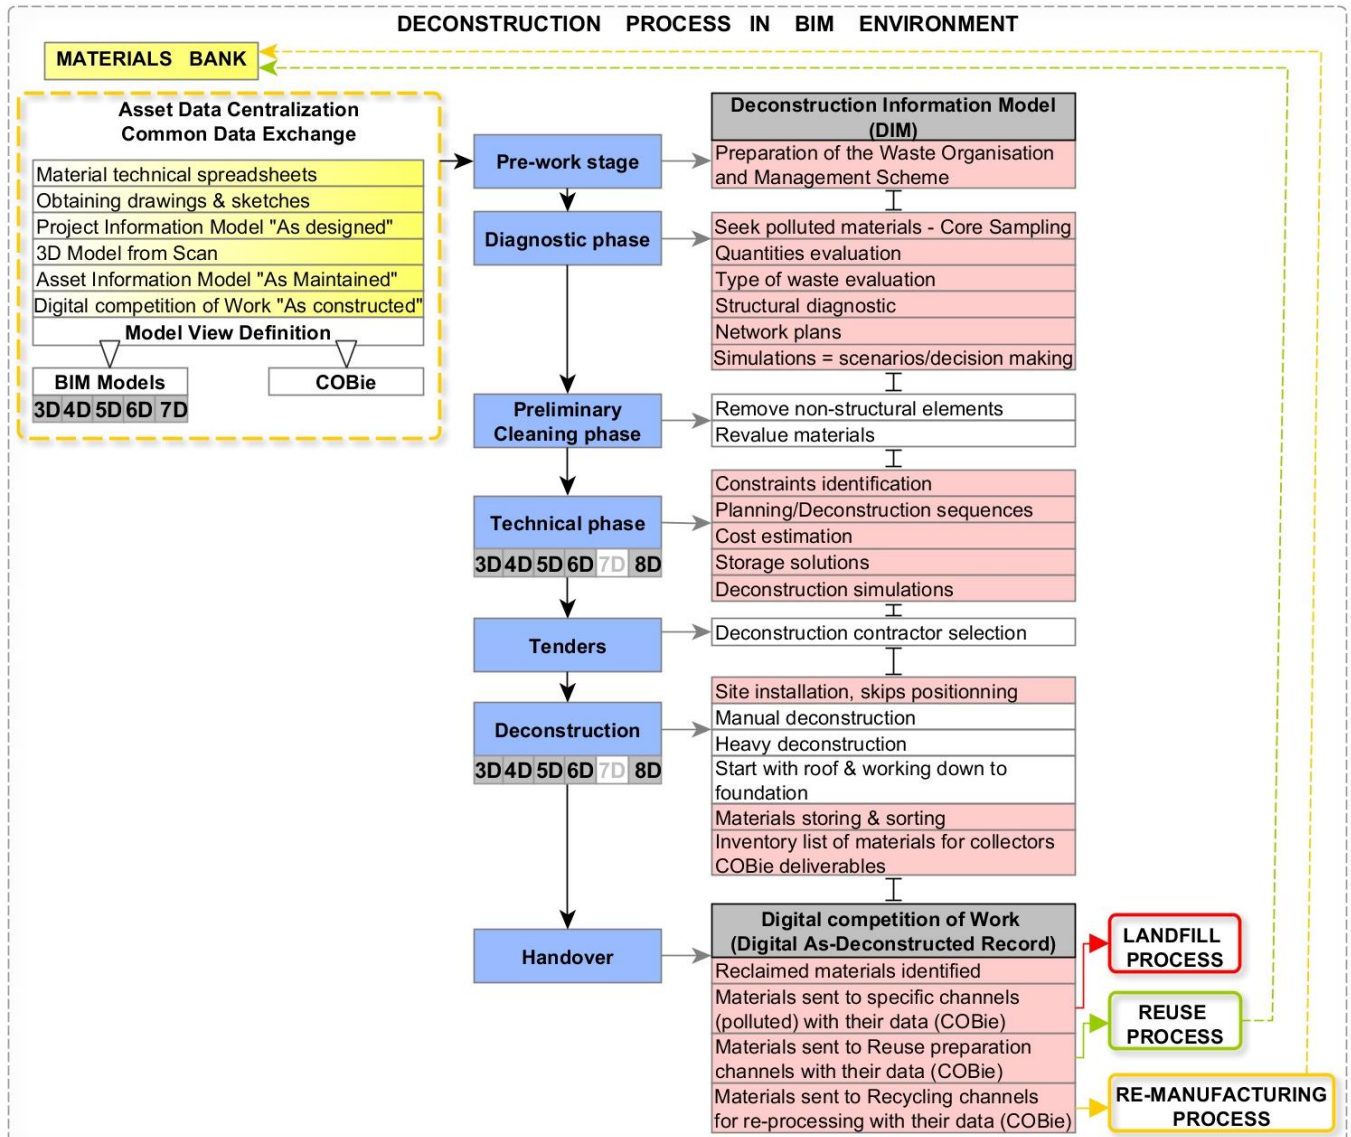 DECONSTRUCTION PROCESS IN BIM ENVIRONMENT
MATERIALS BANK
Asset Data Centralization
Common Data Exchange
Material technical spreadsheets
Obtaining drawings & sketches
Project Information Model "As designed"
3D Model from Scan
Asset Information Model "As Maintained"
Digital competition of Work "As constructed"
Model View Definition
BIM Models
3D 4D 5D 6D 7D
COBie
Pre-work stage
Diagnostic phase
Preliminary
Cleaning phase
Technical phase
3D 4D 5D 6D 7D 8D
Tenders
Deconstruction
3D 4D 5D 6D 7D 8D
Handover
Deconstruction Information Model
(DIM)
Preparation of the Waste Organisation
and Management Scheme
Seek polluted materials - Core Sampling
Quantities evaluation
Type of waste evaluation
Structural diagnostic
Network plans
Simulations = scenarios/decision making
Remove non-structural elements
Revalue materials
Constraints identification
Planning/Deconstruction sequences
Cost estimation
Storage solutions
Deconstruction simulations
Deconstruction contractor selection
Site installation, skips positionning
Manual deconstruction
Heavy deconstruction
Start with roof & working down to
foundation
Materials storing & sorting
Inventory list of materials for collectors
COBie deliverables
Digital competition of Work
(Digital As-Deconstructed Record)
Reclaimed materials identified
Materials sent to specific channels
(polluted) with their data (COBie)
Materials sent to Reuse preparation
channels with their data (COBie)
Materials sent to Recycling channels
for re-processing with their data (COBie)
LANDFILL
PROCESS
REUSE
PROCESS
RE-MANUFACTURING
PROCESS